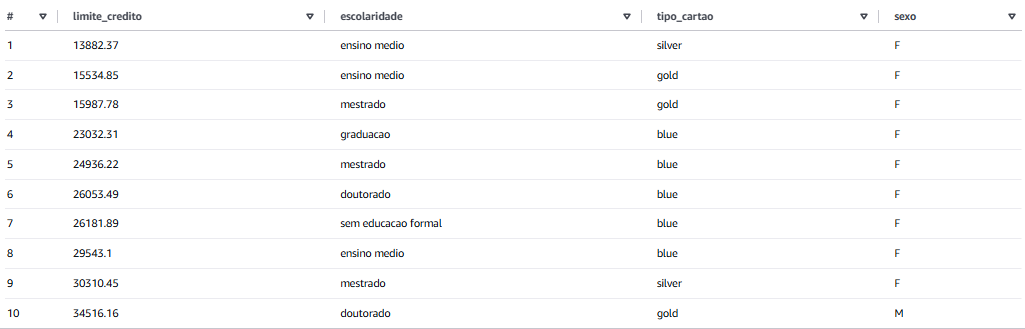 # limite_credito escolaridade tipo_cartao sexo
1 13882.37 ensino medio silver F
2 15534.85 ensino medio gold F
3 15987.78 mestrado gold F
4 23032.31 graduacao blue F
5 24936.22 mestrado blue F
6 26053.49 doutorado blue F
7 26181.89 sem educacao formal blue F
8 29543.1 ensino medio blue F
9 30310.45 mestrado silver F
10 34516.16 doutorado gold M